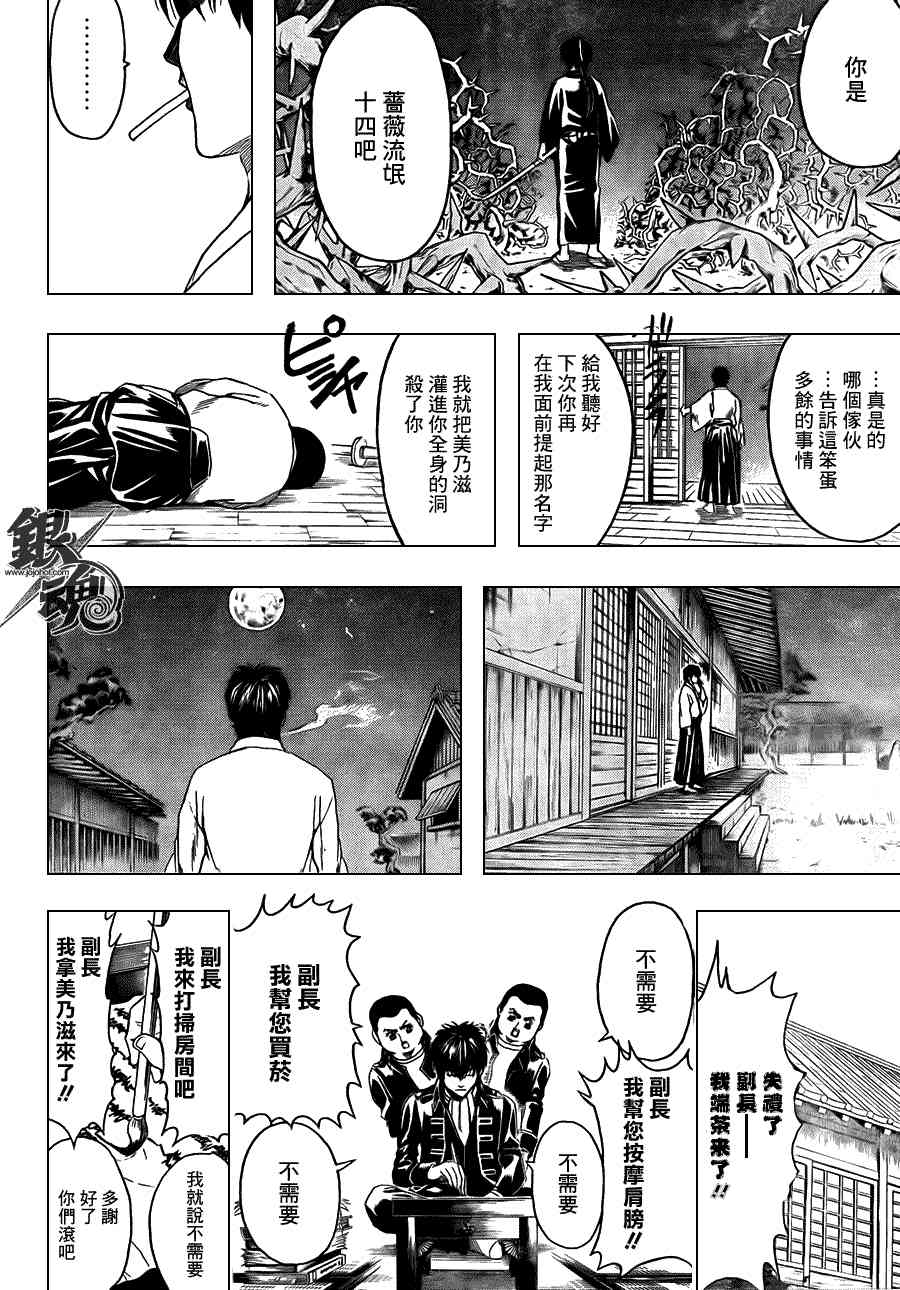 你是
薔薇流氓
十四吧
………
…真是的
哪個傢伙
…告訴這笨蛋
多餘的事情
給我聽好
下次你再
在我面前提起那名字
我就把美乃滋
灌進你全身的洞
殺了你
ピシャ
銀魂
www.jojohot.com
失禮了
副長──
我端茶來了!!
不需要
副長
我幫您按摩肩膀!!
不需要
副長
我幫您買菸
不需要
副長
我來打掃房間吧
我就說不需要
副長
我拿美乃滋來了!!
多謝
好了
你們滾吧